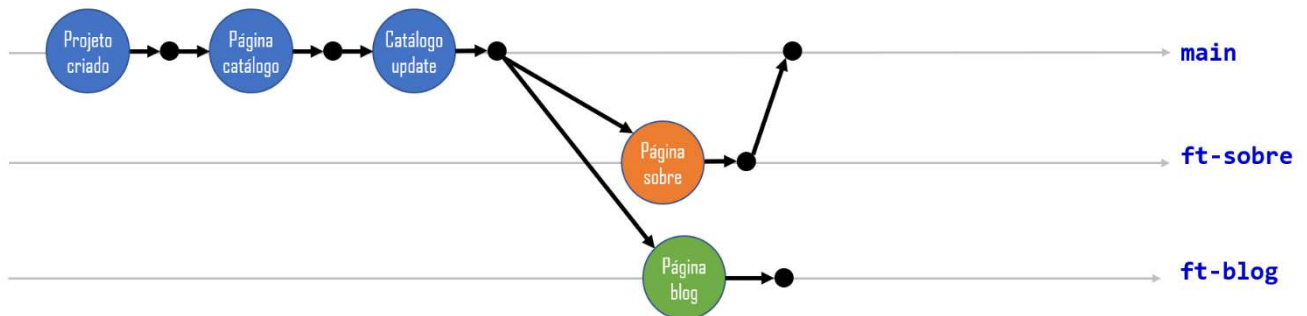 Projeto
criado
Página
catálogo
Catálogo
update
main
Página
sobre
ft-sobre
Página
blog
ft-blog